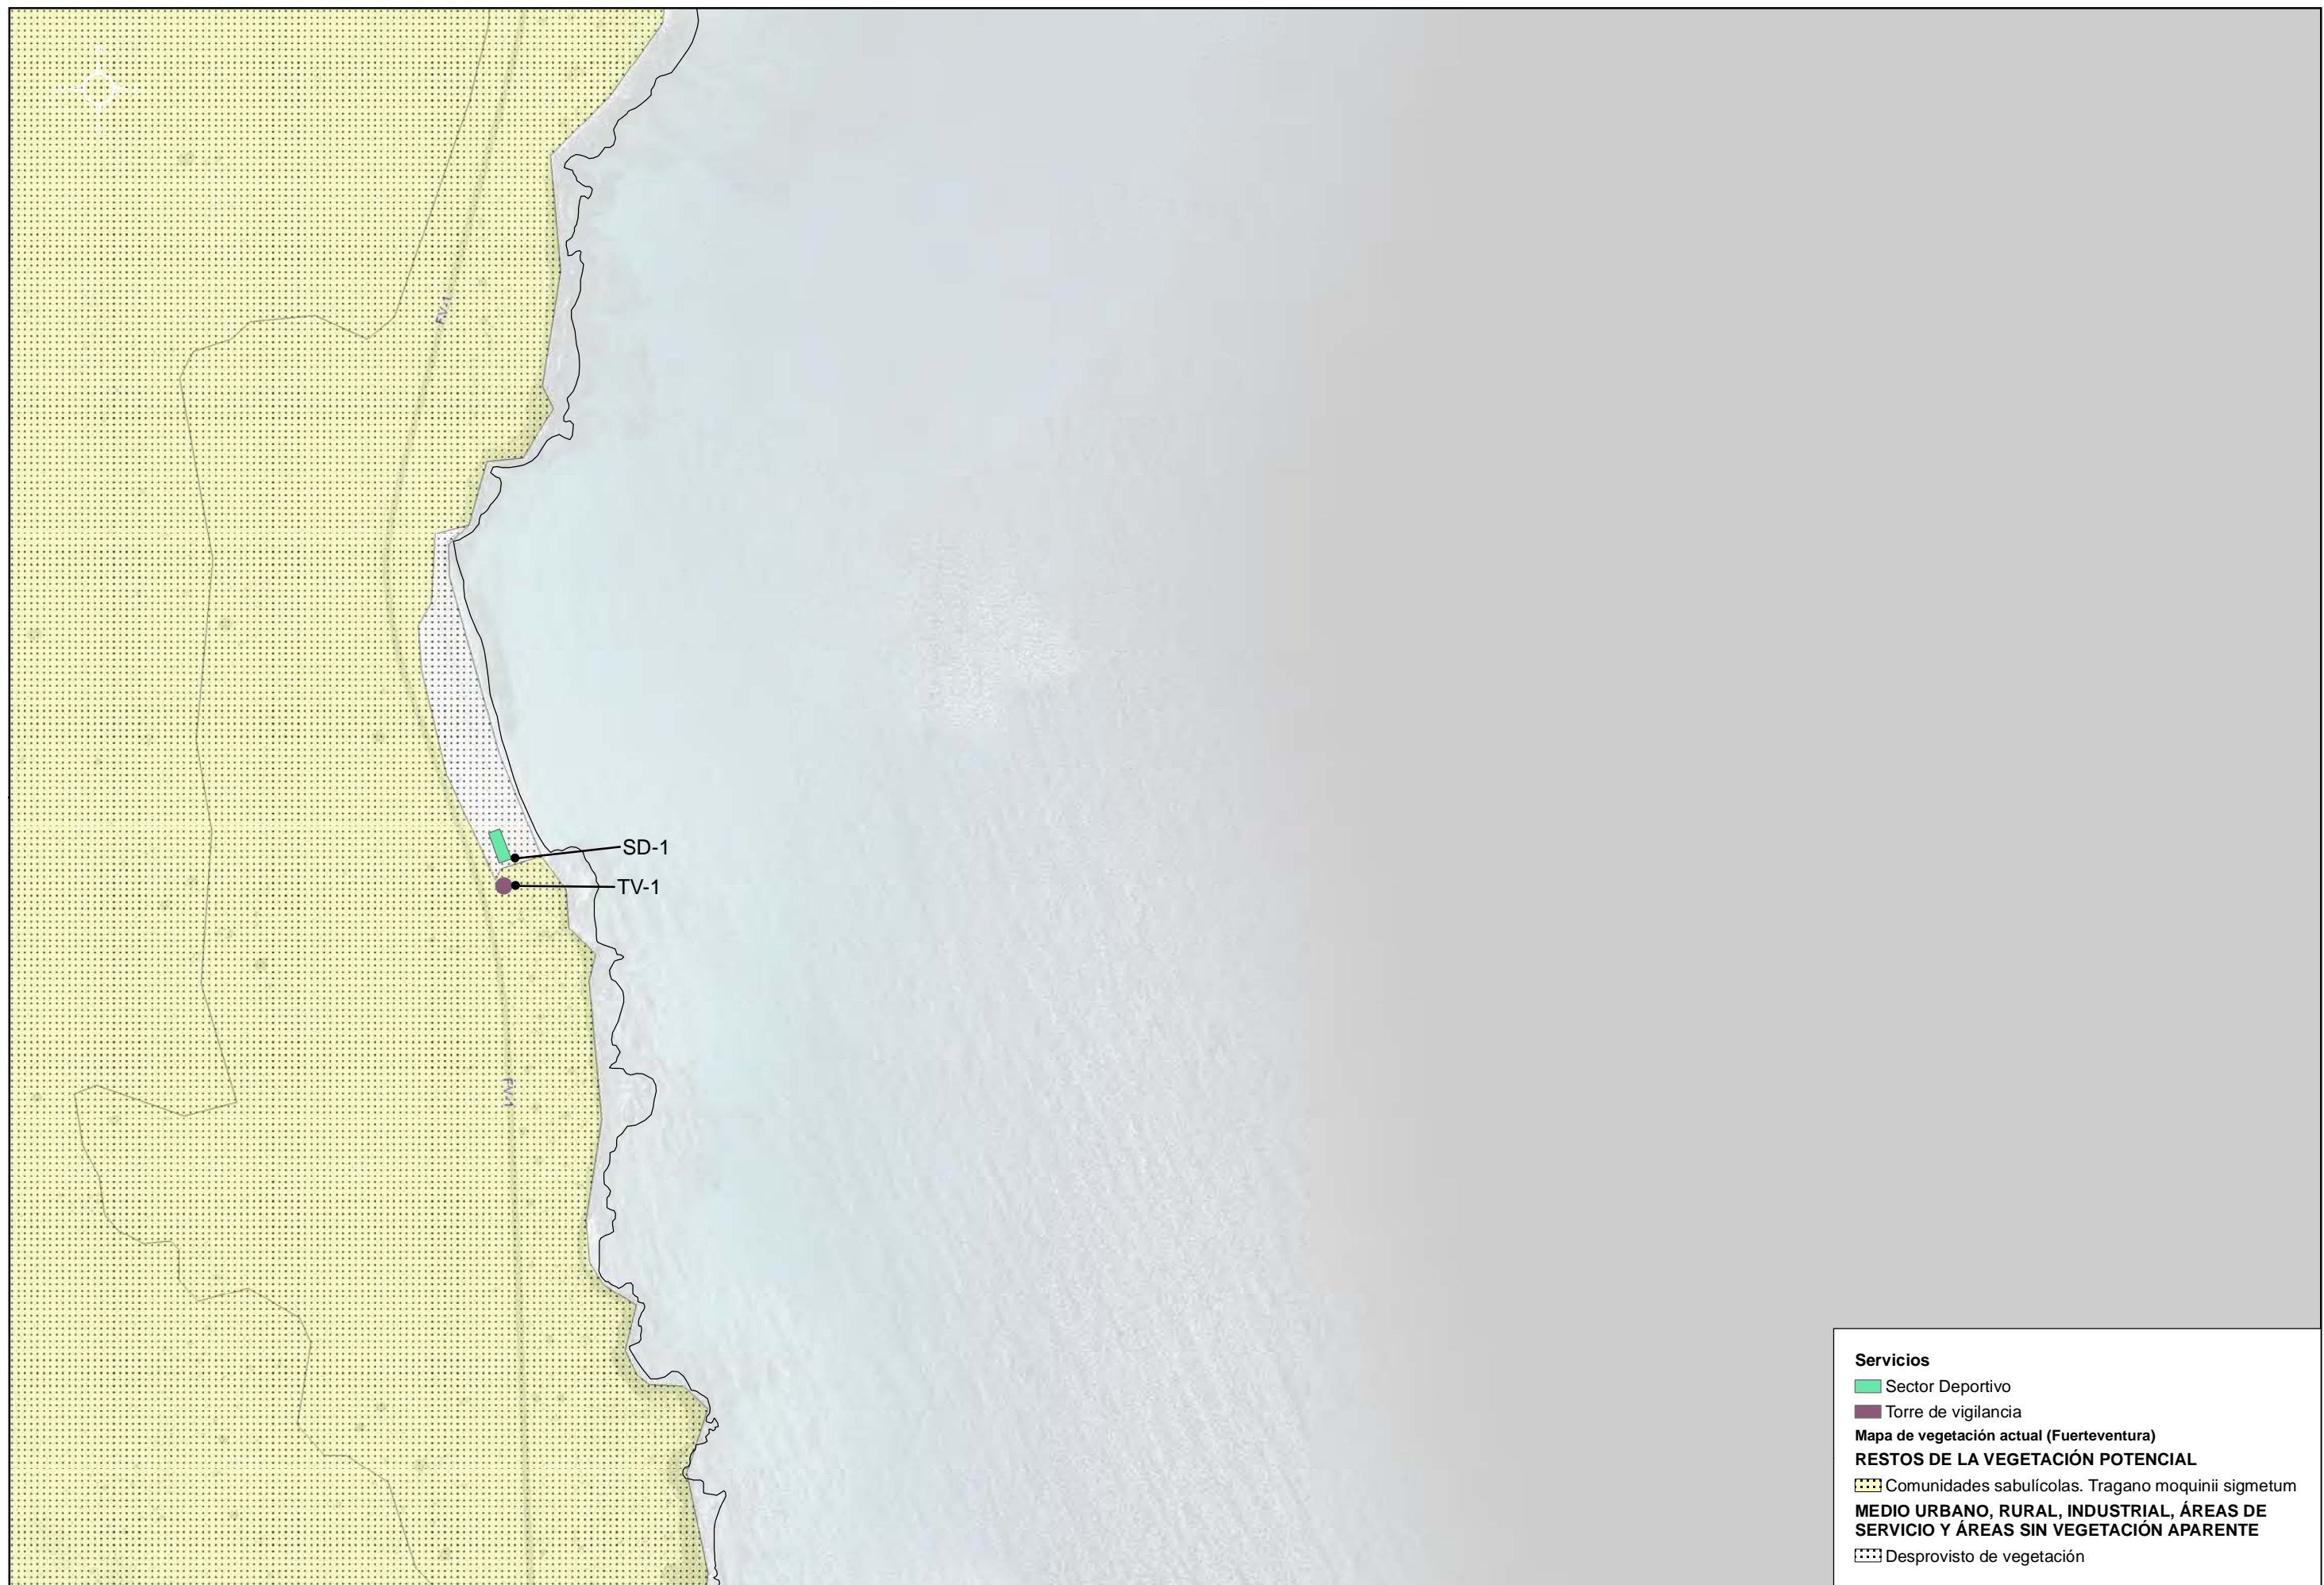 FV-1
SD-1
TV-1
FV-1
Servicios
Sector Deportivo
Torre de vigilancia
Mapa de vegetación actual (Fuerteventura)
RESTOS DE LA VEGETACIÓN POTENCIAL
Comunidades sabulícolas. Tragano moquinii sigmetum
MEDIO URBANO, RURAL, INDUSTRIAL, ÁREAS DE
SERVICIO Y ÁREAS SIN VEGETACIÓN APARENTE
Desprovisto de vegetación